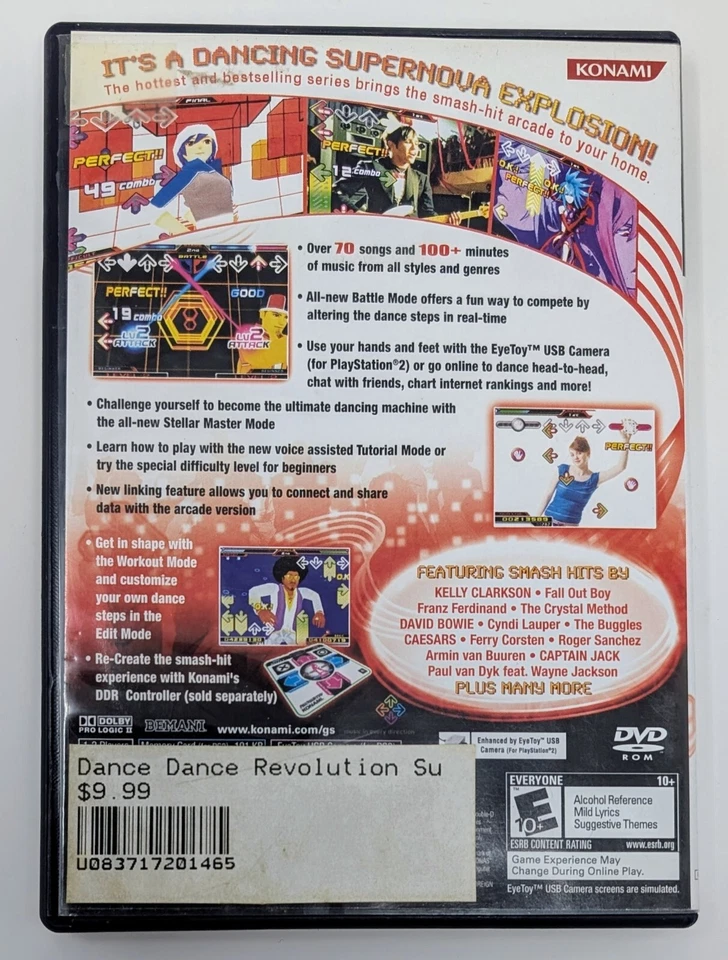 IT'S A DANCING SUPERNOVA EXPLOSION!
KONAMI
The hottest and bestselling series brings the smash-hit arcade to your home.
FINAL
PERFECT!!
49 combo
1st
PERFECT!!
12 combo
O.K.!
O.K.!
PERFECT!!
2nd
BATTLE
PERFECT!!
GOOD
19 combo
LV2
ATTACK
LV2
ATTACK
• Over 70 songs and 100+ minutes
of music from all styles and genres
• All-new Battle Mode offers a fun way to compete by
altering the dance steps in real-time
• Use your hands and feet with the EyeToy™ USB Camera
(for PlayStation®2) or go online to dance head-to-head,
chat with friends, chart internet rankings and more!
• Challenge yourself to become the ultimate dancing machine with
the all-new Stellar Master Mode
• Learn how to play with the new voice assisted Tutorial Mode or
try the special difficulty level for beginners
• New linking feature allows you to connect and share
data with the arcade version
1st
PERFECT!!
00213589
• Get in shape with
the Workout Mode
and customize
your own dance
steps in the
Edit Mode
O.K.!
• Re-Create the smash-hit
experience with Konami's
DDR Controller (sold separately)
FEATURING SMASH HITS BY
KELLY CLARKSON • Fall Out Boy
Franz Ferdinand • The Crystal Method
DAVID BOWIE • Cyndi Lauper • The Buggles
CAESARS • Ferry Corsten • Roger Sanchez
Armin van Buuren • CAPTAIN JACK
Paul van Dyk feat. Wayne Jackson
PLUS MANY MORE
DOLBY
PRO LOGIC II
BEMANI
www.konami.com/gs
music is my direction
Enhanced by EyeToy™ USB
Camera (For PlayStation®2)
DVD
ROM
Dance Dance Revolution Su
$9.99
U083717201465
EVERYONE 10+
E
10+
Alcohol Reference
Mild Lyrics
Suggestive Themes
ESRB CONTENT RATING www.esrb.org
Game Experience May
Change During Online Play.
EyeToy™ USB Camera screens are simulated.